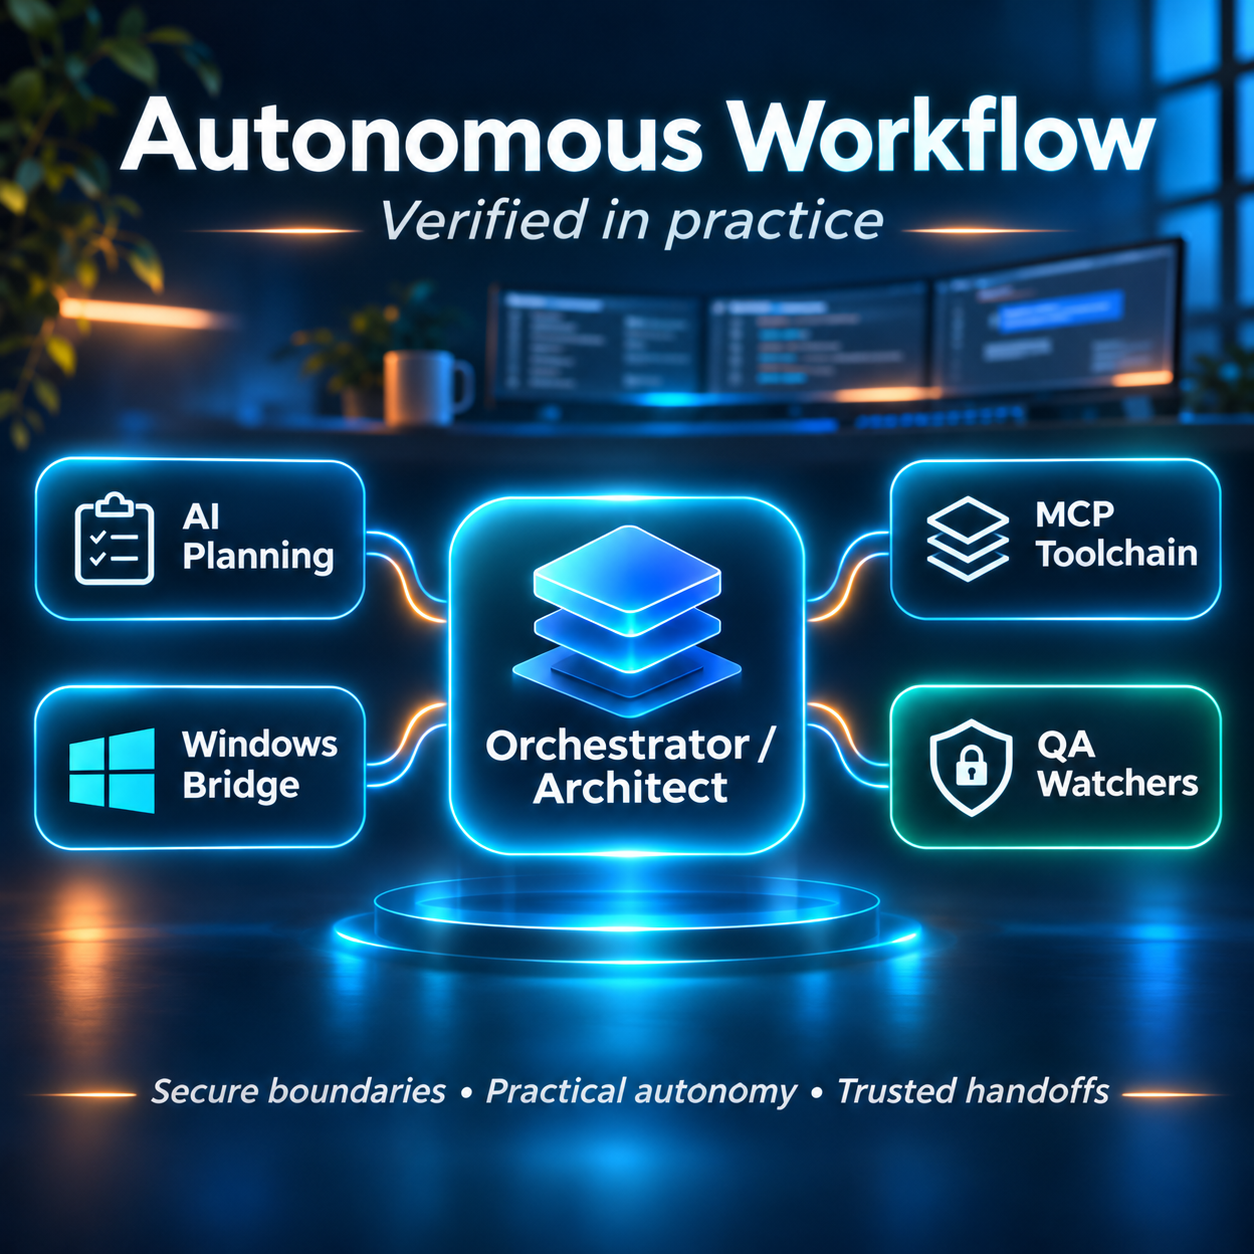 Autonomous Workflow
Verified in practice
AI
Planning
MCP
Toolchain
Orchestrator /
Architect
Windows
Bridge
QA
Watchers
Secure boundaries • Practical autonomy • Trusted handoffs